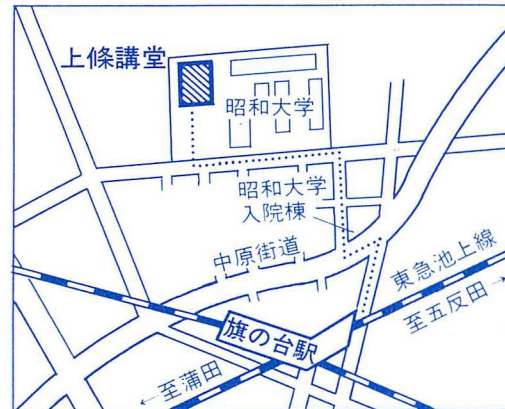 上條講堂
昭和大学
昭和大学
入院棟
中原街道
東急池上線
至五反田→
旗の台駅
←至蒲田